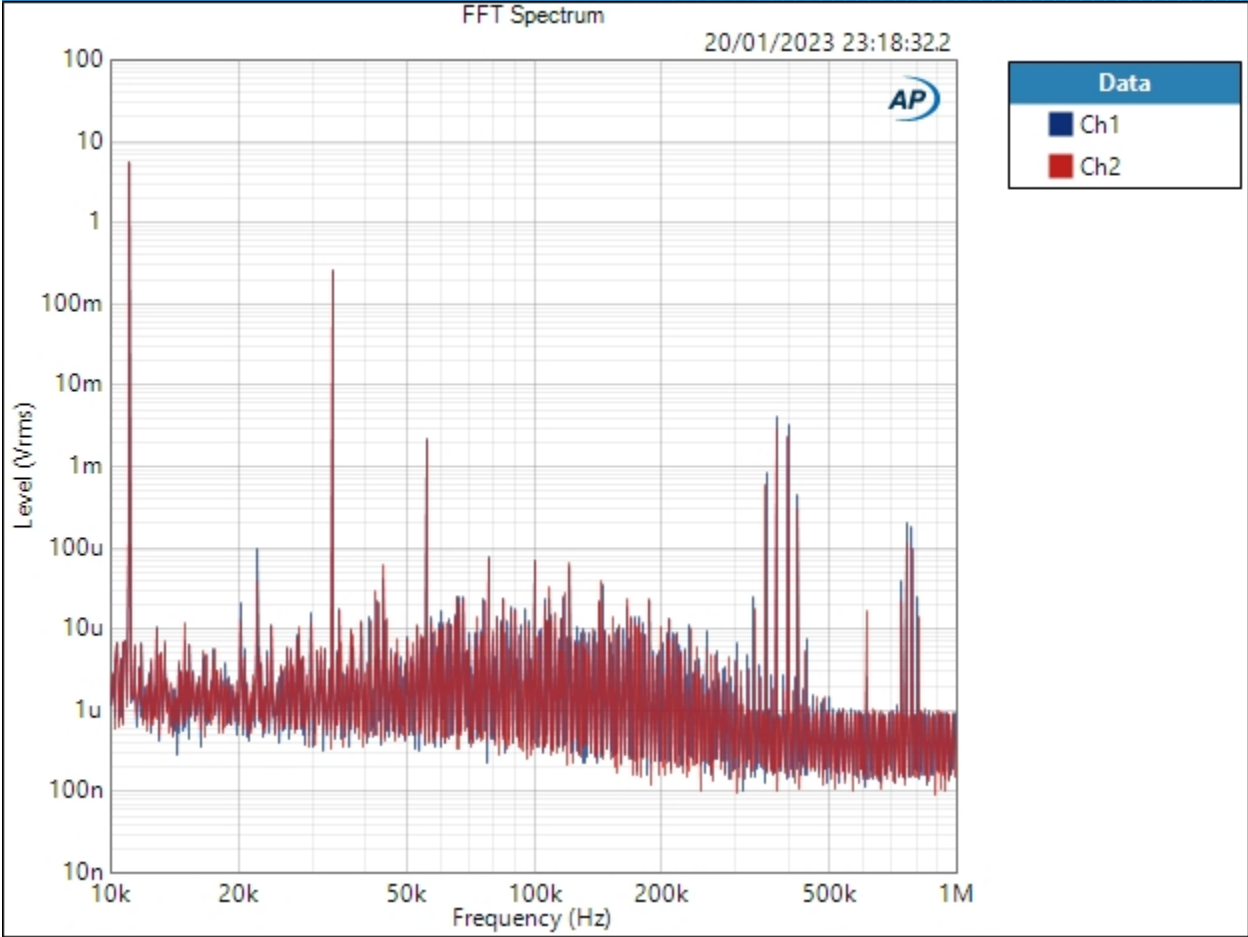 FFT Spectrum
20/01/2023 23:18:32.2
AP
Data
Ch1
Ch2
Level (Vrms)
100
10
1
100m
10m
1m
100u
10u
1u
100n
10n
10k 20k 50k 100k 200k 500k 1M
Frequency (Hz)